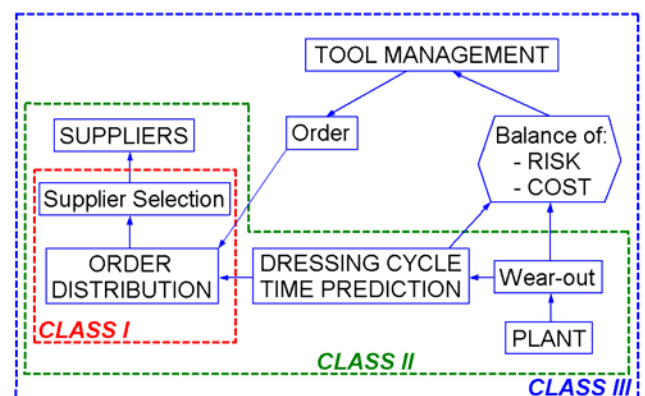 TOOL MANAGEMENT
SUPPLIERS
Order
Balance of:
- RISK
- COST
Supplier Selection
ORDER
DISTRIBUTION
DRESSING CYCLE
TIME PREDICTION
Wear-out
PLANT
CLASS I
CLASS II
CLASS III